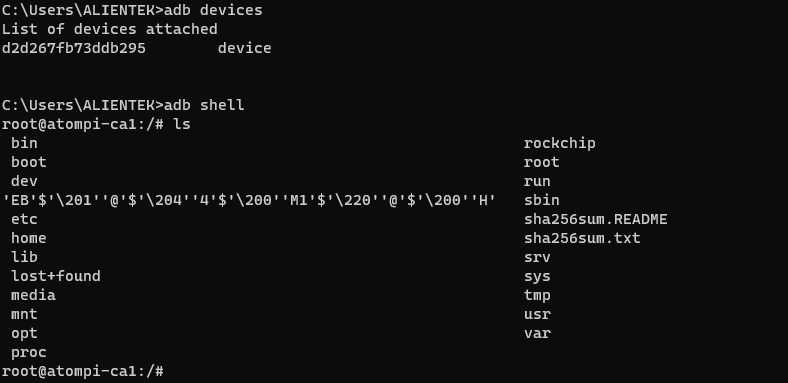 C:\Users\ALIENTEK>adb devices
List of devices attached
d2d267fb73ddb295        device
C:\Users\ALIENTEK>adb shell
root@atompi-ca1:/# ls
 bin                                                     rockchip
 boot                                                    root
 dev                                                     run
'EB'$'\201''@'$'\204''4'$'\200''M1'$'\220''@'$'\200''H'   sbin
 etc                                                     sha256sum.README
 home                                                    sha256sum.txt
 lib                                                     srv
 lost+found                                              sys
 media                                                   tmp
 mnt                                                     usr
 opt                                                     var
 proc
root@atompi-ca1:/#